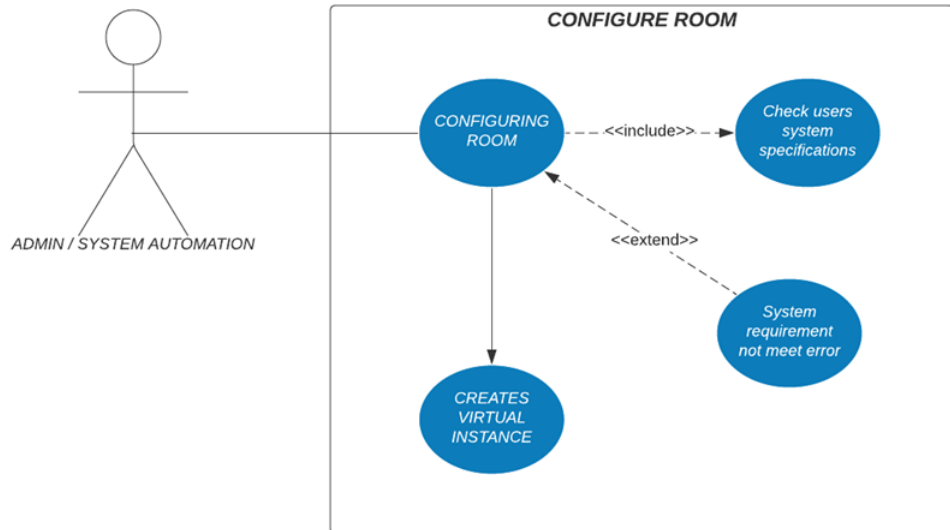 CONFIGURE ROOM
CONFIGURING
ROOM
<<include>>
Check users
system
specifications
ADMIN / SYSTEM AUTOMATION
<<extend>>
System
requirement
not meet error
CREATES
VIRTUAL
INSTANCE